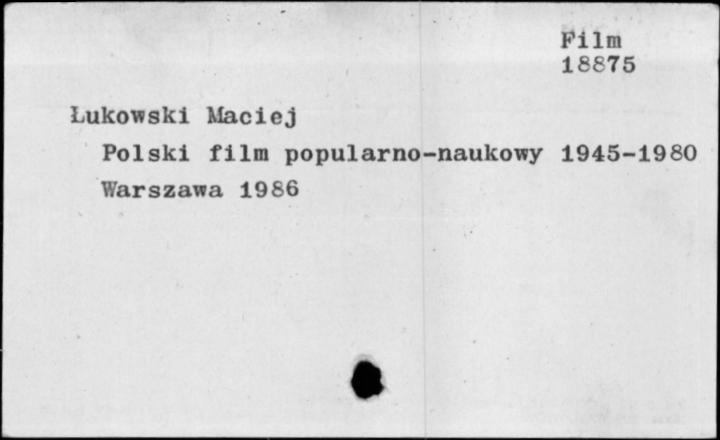 Film
18875
Łukowski Maciej
Polski film popularno-naukowy 1945-1980
Warszawa 1986